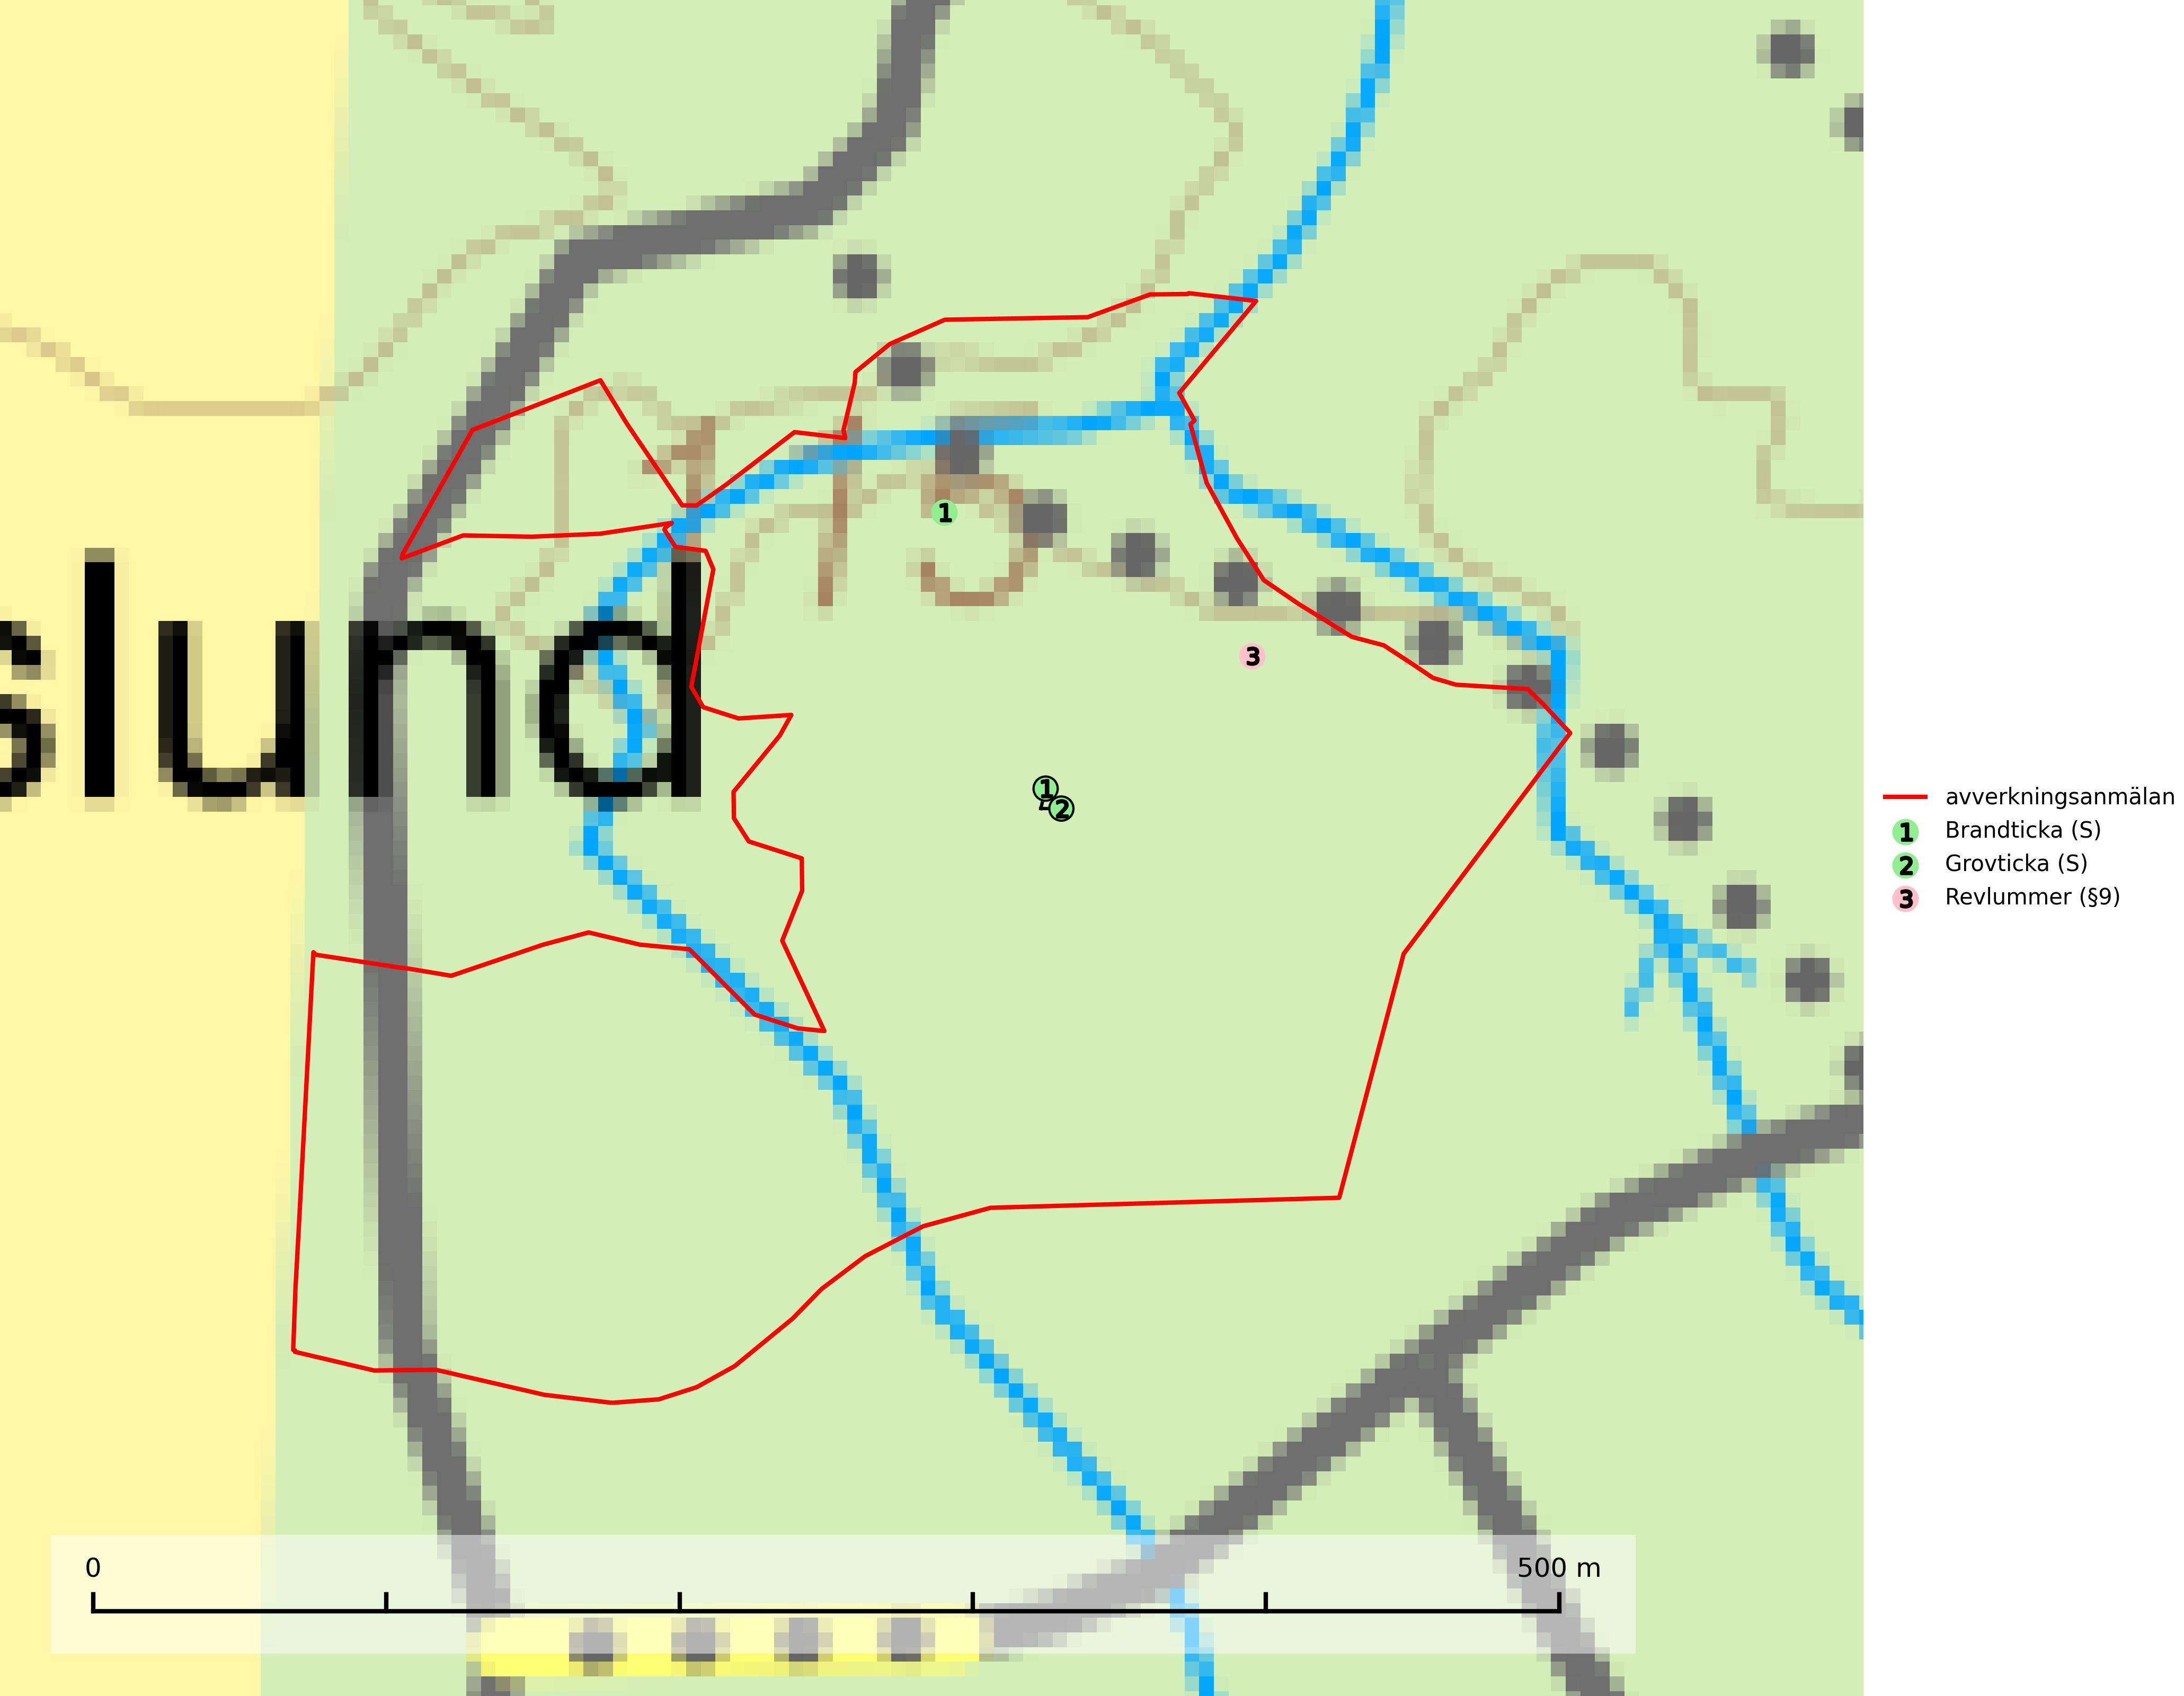 1
slund
3
1
2
avverkningsanmälan
1 Brandticka (S)
2 Grovticka (S)
3 Revlummer (§9)
0 500 m